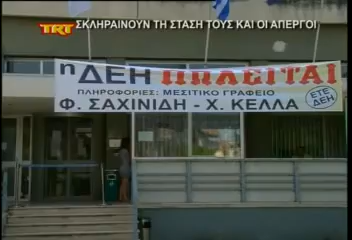 TRT ΣΚΛΗΡΑΙΝΟΥΝ ΤΗ ΣΤΑΣΗ ΤΟΥΣ ΚΑΙ ΟΙ ΑΠΕΡΓΟΙ
η ΔΕΗ ΠΩΛΕΙΤΑΙ
ΠΛΗΡΟΦΟΡΙΕΣ: ΜΕΣΙΤΙΚΟ ΓΡΑΦΕΙΟ
Φ. ΣΑΧΙΝΙΔΗ - Χ. ΚΕΛΛΑ
ΕΤΕ
ΔΕΗ